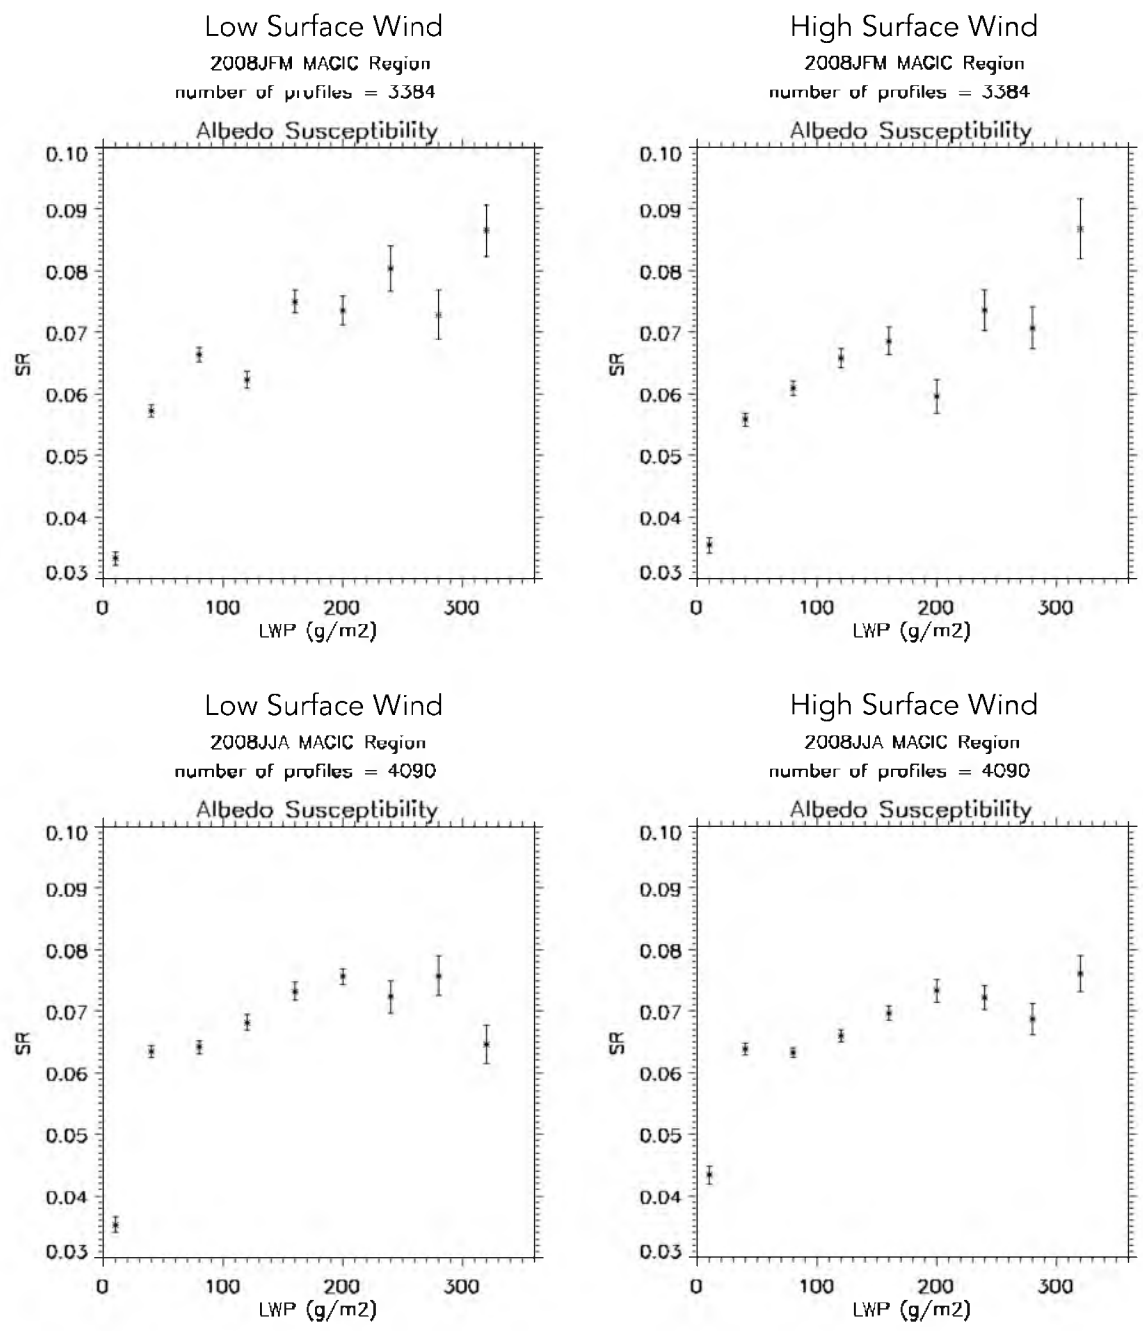 Low Surface Wind
2008JFM MAGIC Region
number of profiles = 3384
Albedo Susceptibility
0.10
0.09
0.08
0.07
0.06
0.05
0.04
0.03
SR
0 100 200 300
LWP (g/m2)
High Surface Wind
2008JFM MAGIC Region
number of profiles = 3384
Albedo Susceptibility
0.10
0.09
0.08
0.07
0.06
0.05
0.04
0.03
SR
0 100 200 300
LWP (g/m2)
Low Surface Wind
2008JJA MAGIC Region
number of profiles = 4090
Albedo Susceptibility
0.10
0.09
0.08
0.07
0.06
0.05
0.04
0.03
SR
0 100 200 300
LWP (g/m2)
High Surface Wind
2008JJA MAGIC Region
number of profiles = 4090
Albedo Susceptibility
0.10
0.09
0.08
0.07
0.06
0.05
0.04
0.03
SR
0 100 200 300
LWP (g/m2)